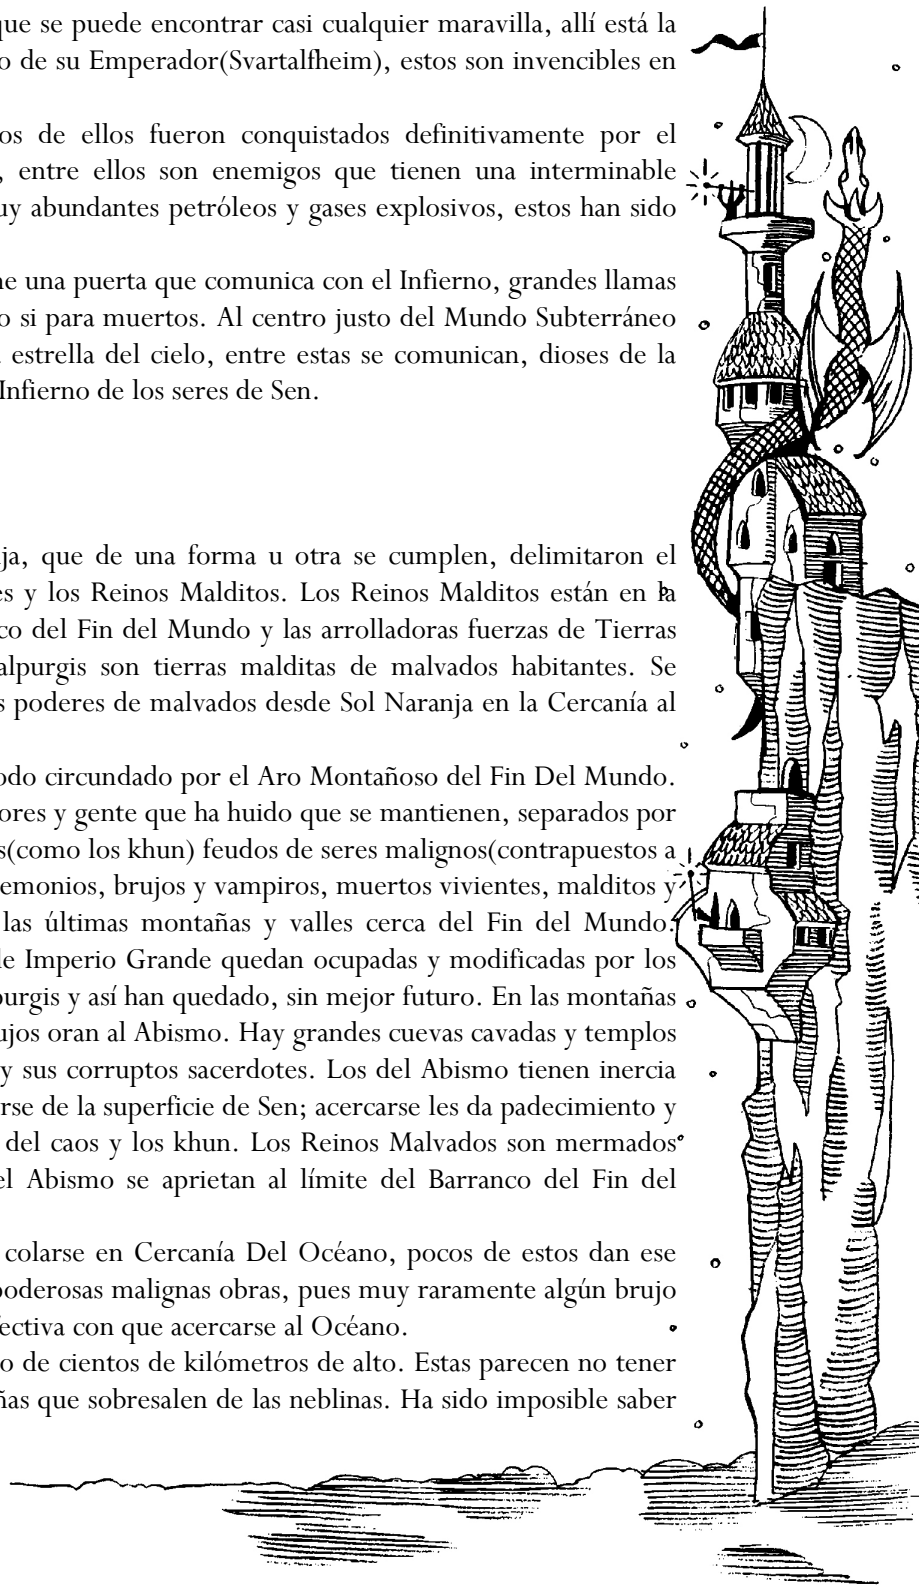 que se puede encontrar casi cualquier maravilla, allí está la
o de su Emperador(Svartalfheim), estos son invencibles en
os de ellos fueron conquistados definitivamente por el
, entre ellos son enemigos que tienen una interminable
uy abundantes petróleos y gases explosivos, estos han sido
ne una puerta que comunica con el Infierno, grandes llamas
o si para muertos. Al centro justo del Mundo Subterráneo
estrella del cielo, entre estas se comunican, dioses de la
Infierno de los seres de Sen.
ja, que de una forma u otra se cumplen, delimitaron el
es y los Reinos Malditos. Los Reinos Malditos están en la
co del Fin del Mundo y las arrolladoras fuerzas de Tierras
alpurgis son tierras malditas de malvados habitantes. Se
s poderes de malvados desde Sol Naranja en la Cercanía al
odo circundado por el Aro Montañoso del Fin Del Mundo.
ores y gente que ha huido que se mantienen, separados por
s(como los khun) feudos de seres malignos(contrapuestos a
emonios, brujos y vampiros, muertos vivientes, malditos y
las últimas montañas y valles cerca del Fin del Mundo.
de Imperio Grande quedan ocupadas y modificadas por los
purgis y así han quedado, sin mejor futuro. En las montañas
ujos oran al Abismo. Hay grandes cuevas cavadas y templos
y sus corruptos sacerdotes. Los del Abismo tienen inercia
rse de la superficie de Sen; acercarse les da padecimiento y
del caos y los khun. Los Reinos Malvados son mermados
el Abismo se aprietan al límite del Barranco del Fin del
colarse en Cercanía Del Océano, pocos de estos dan ese
poderosas malignas obras, pues muy raramente algún brujo
fectiva con que acercarse al Océano.
o de cientos de kilómetros de alto. Estas parecen no tener
ñas que sobresalen de las neblinas. Ha sido imposible saber